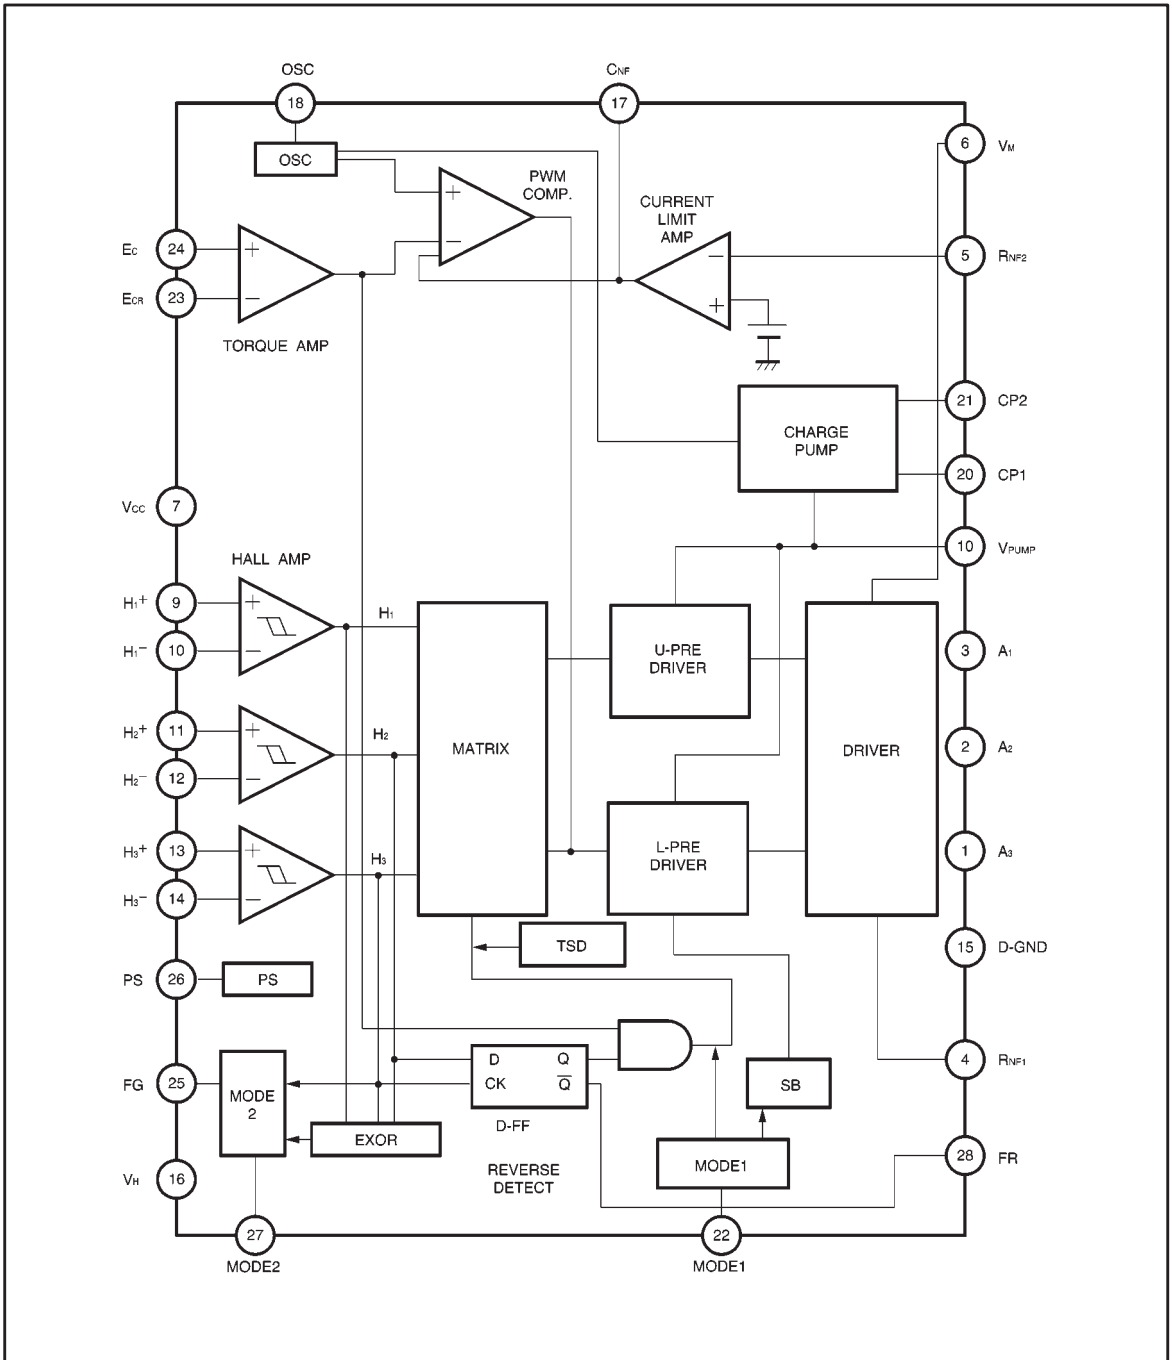 OSC
CNF
18
17
6 VM
OSC
PWM
COMP.
+
−
CURRENT
LIMIT
AMP
−
+
EC 24
+
5 RNF2
ECR 23
−
TORQUE AMP
21 CP2
CHARGE
PUMP
20 CP1
VCC 7
10 VPUMP
HALL AMP
H1+ 9
+
H1
H1− 10
−
U-PRE
DRIVER
3 A1
H2+ 11
+
H2
MATRIX
DRIVER
2 A2
H2− 12
−
H3+ 13
+
H3
L-PRE
DRIVER
1 A3
H3− 14
−
TSD
15 D-GND
PS 26
PS
D Q
CK Q̅
D-FF
4 RNF1
FG 25
MODE
2
SB
EXOR
REVERSE
DETECT
MODE1
28 FR
VH 16
27
22
MODE2
MODE1